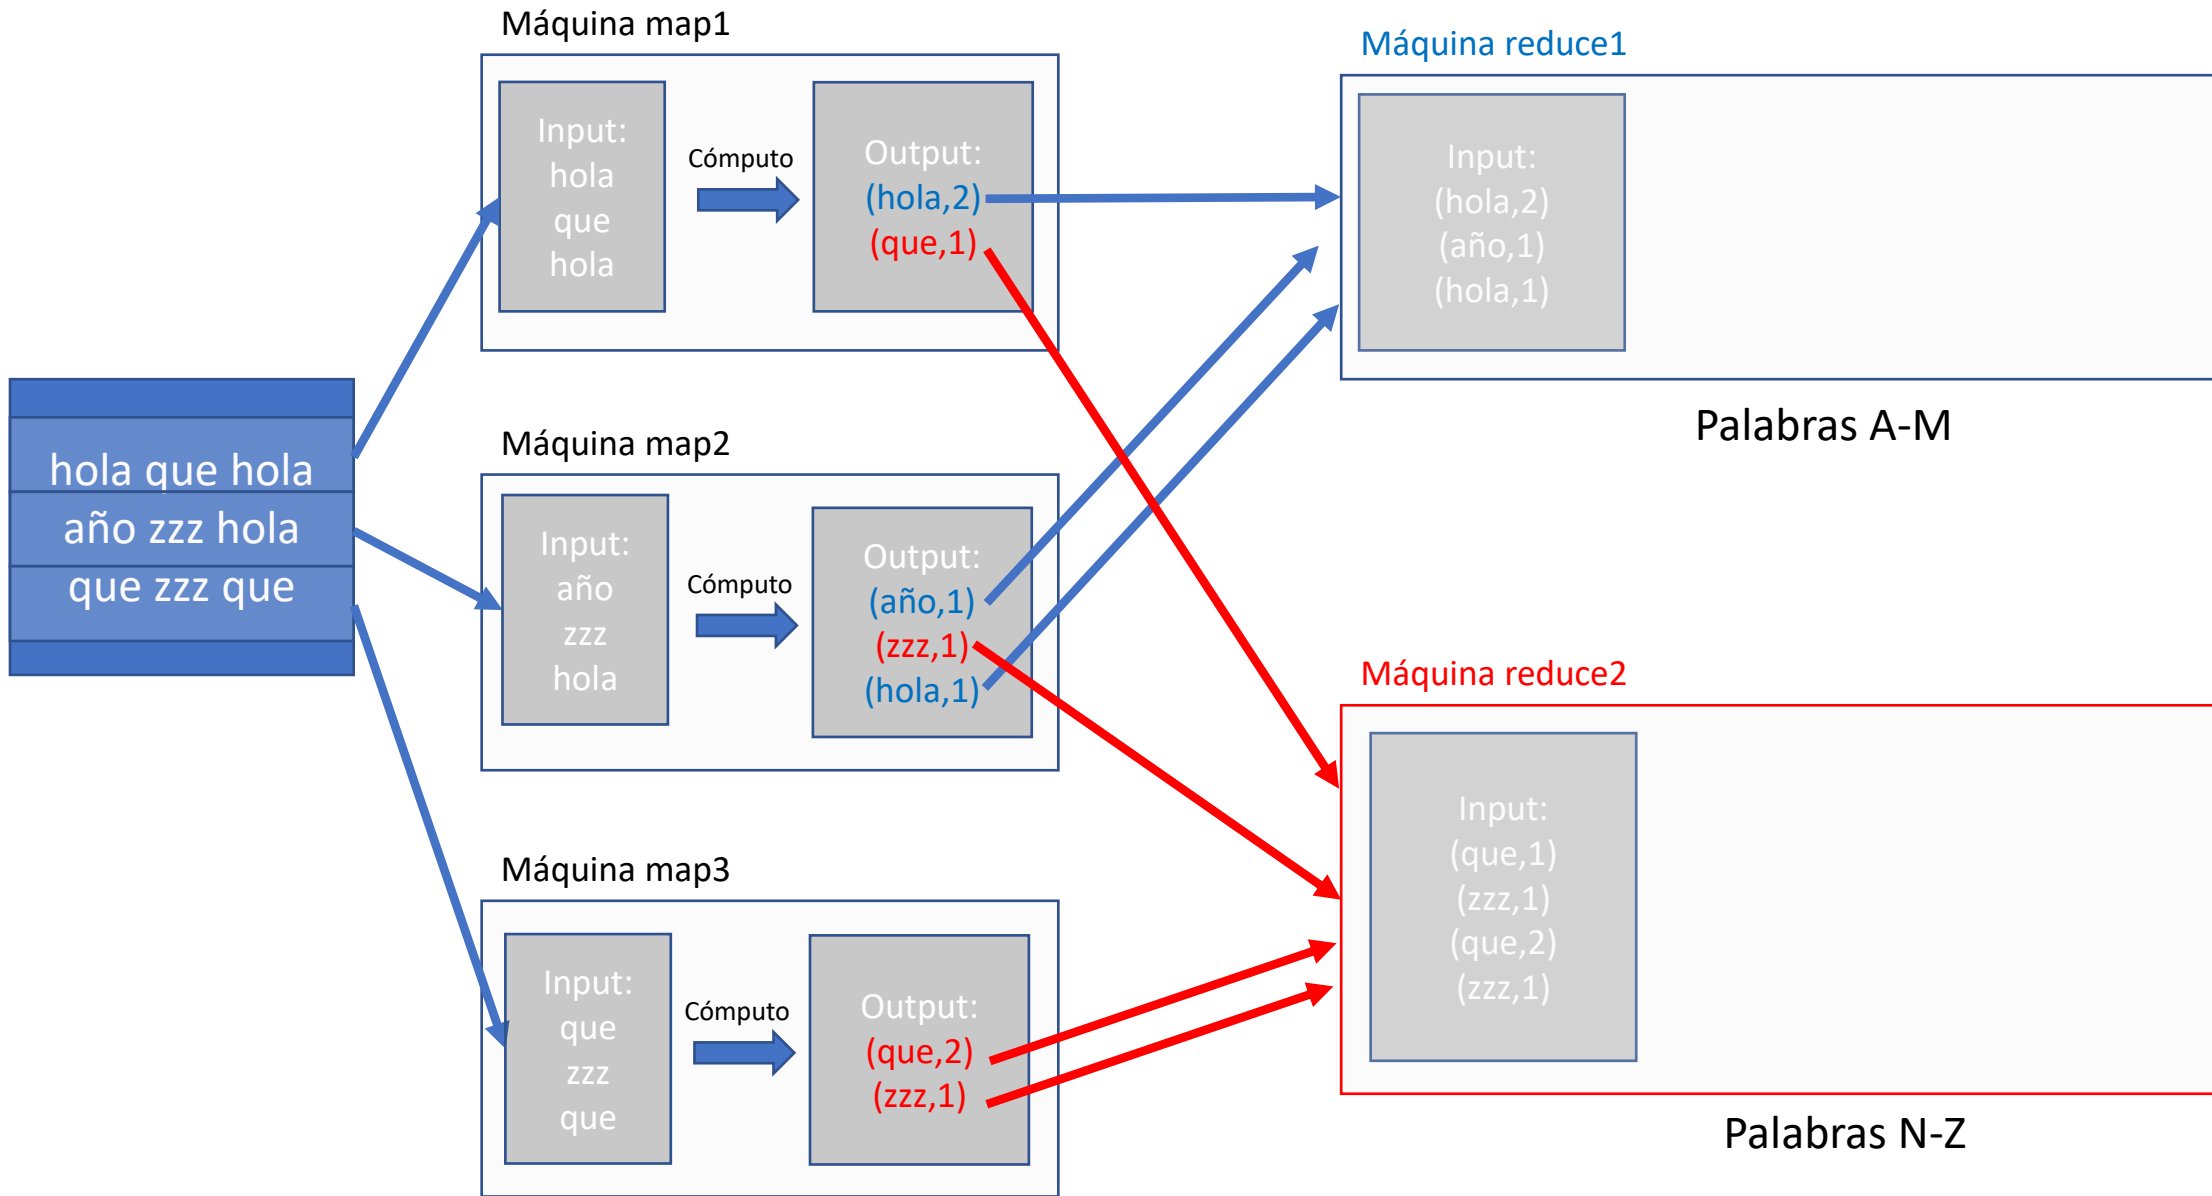 hola que hola
año zzz hola
que zzz que
Máquina map1
Input:
hola
que
hola
Cómputo
Output:
(hola,2)
(que,1)
Máquina map2
Input:
año
zzz
hola
Cómputo
Output:
(año,1)
(zzz,1)
(hola,1)
Máquina map3
Input:
que
zzz
que
Cómputo
Output:
(que,2)
(zzz,1)
Máquina reduce1
Input:
(hola,2)
(año,1)
(hola,1)
Palabras A-M
Máquina reduce2
Input:
(que,1)
(zzz,1)
(que,2)
(zzz,1)
Palabras N-Z